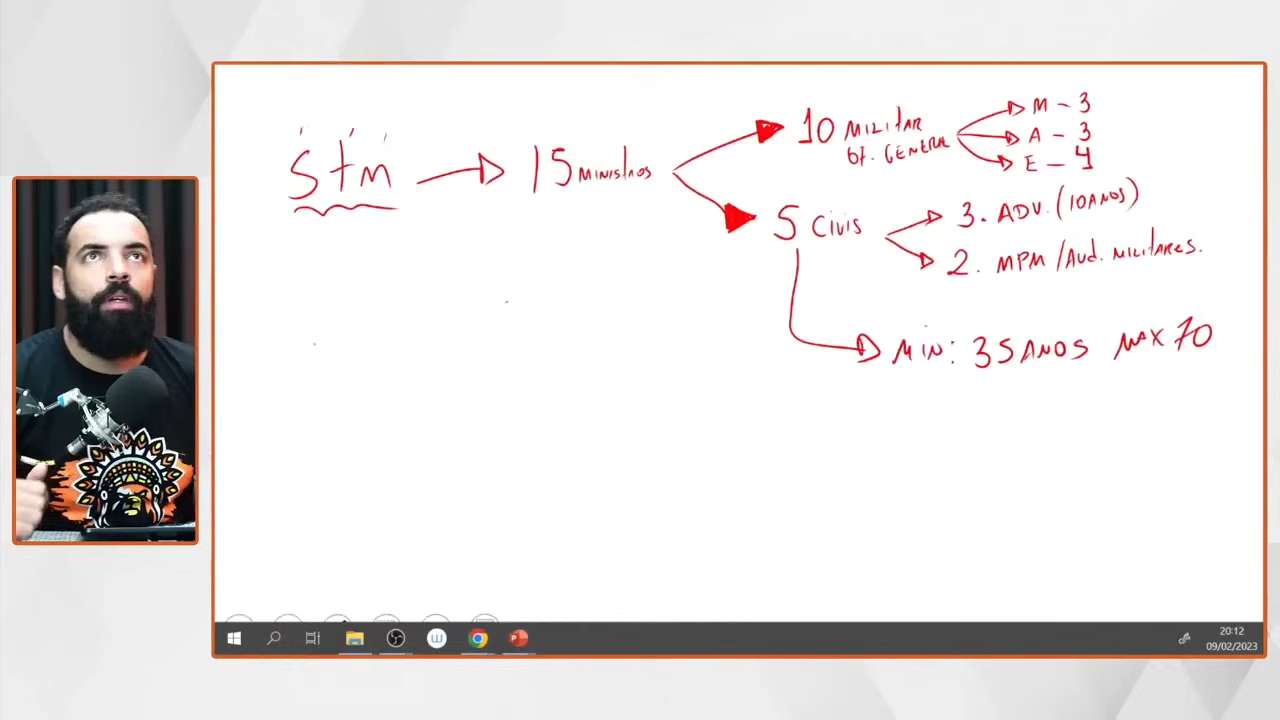 STM
15 MINISTROS
10 MILITAR
OF. GENERAL
M - 3
A - 3
E - 4
5 CIVIS
3. ADV. (10 ANOS)
2. MPM / AUD. MILITARES.
MIN: 35 ANOS MAX 70
20:12
09/02/2023